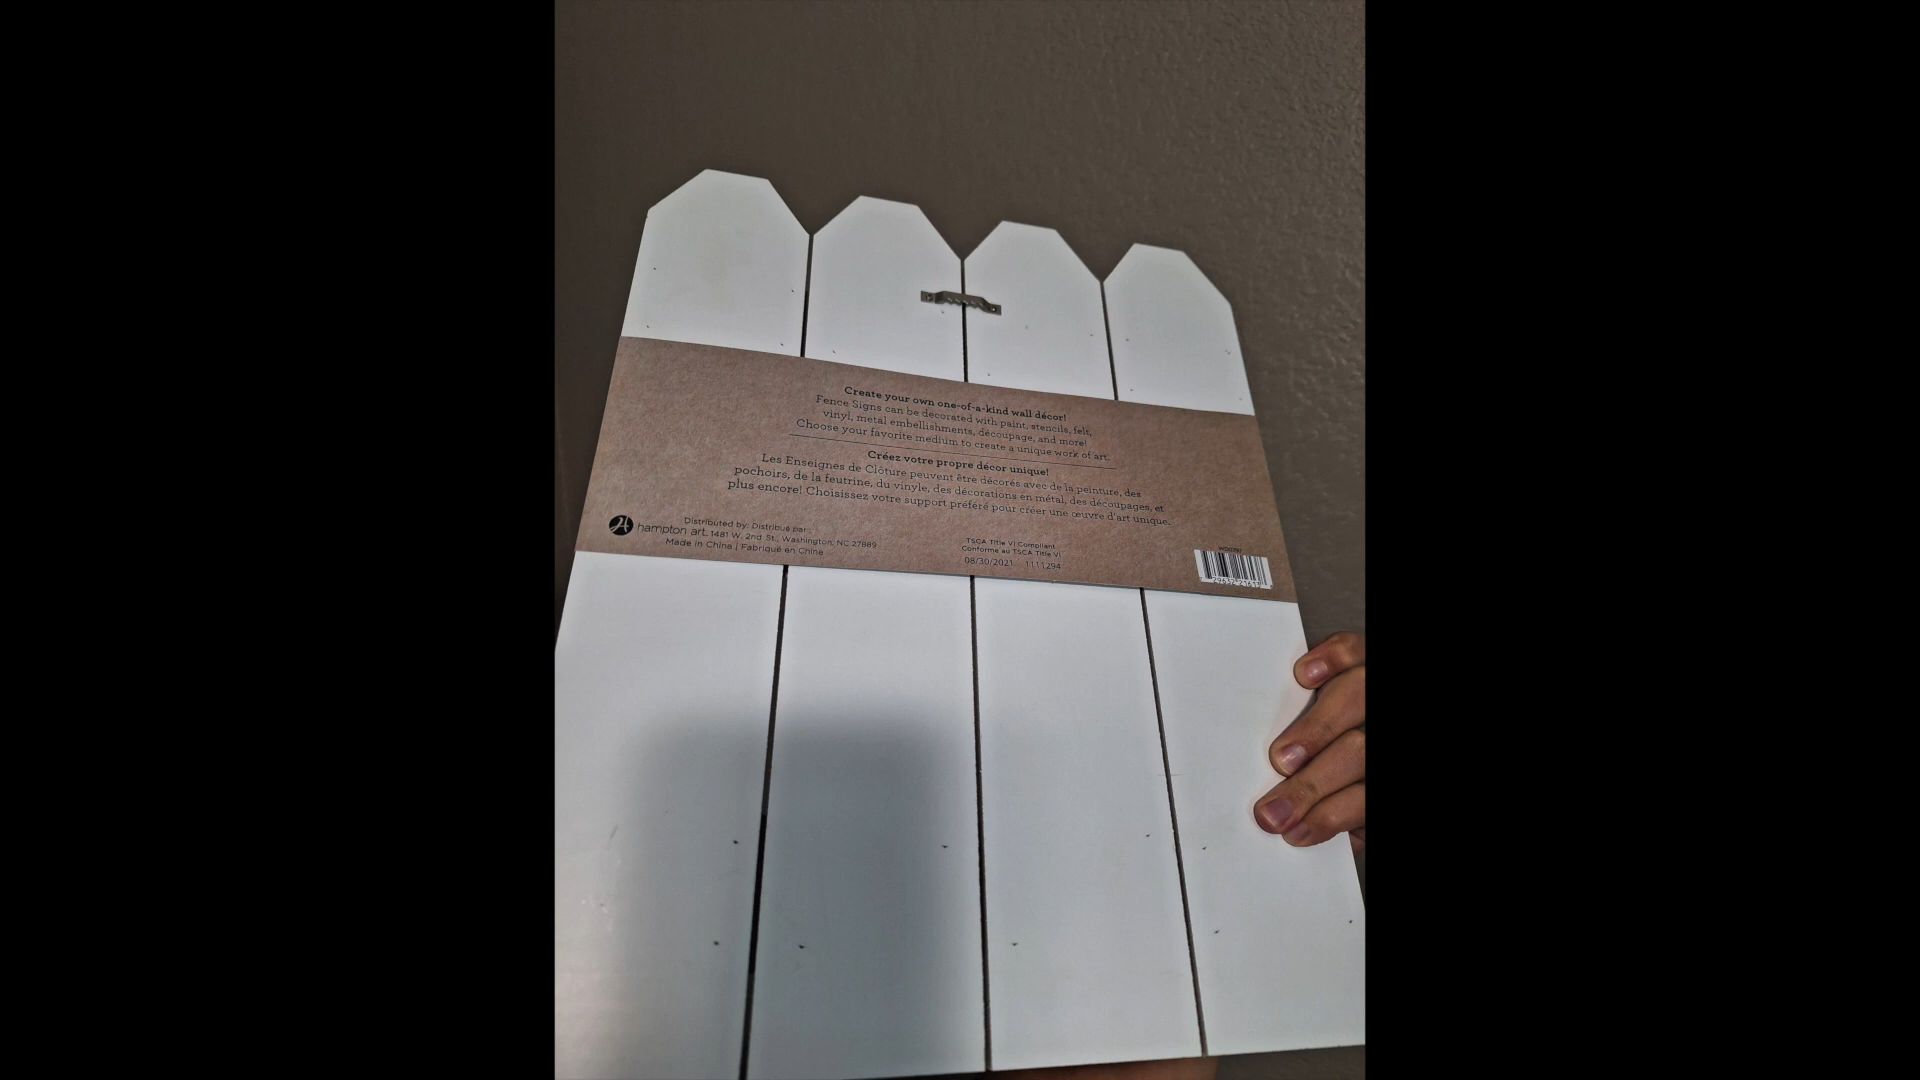 Create your own one-of-a-kind wall décor!
Fence Signs can be decorated with paint, stencils, felt,
vinyl, metal embellishments, decoupage, and more!
Choose your favorite medium to create a unique work of art.
Créez votre propre décor unique!
Les Enseignes de Clôture peuvent être décorés avec de la peinture, des
pochoirs, de la feutrine, du vinyle, des décorations en métal, des découpages, et
plus encore! Choisissez votre support préféré pour créer une œuvre d'art unique.
hampton art.
Distributed by: Distribué par:
1481 W. 2nd St., Washington, NC 27889
Made in China | Fabriqué en Chine
TSCA Title VI Compliant
Conforme au TSCA Title VI
08/30/2021 1111294